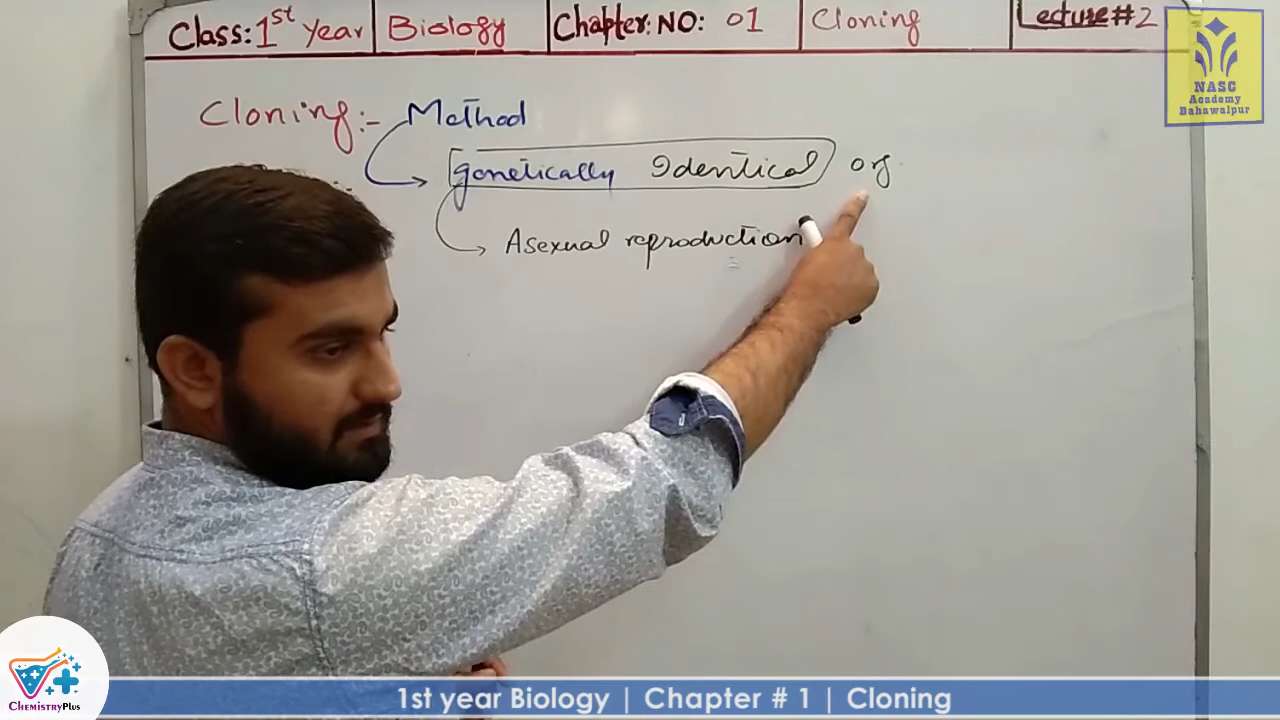 Class: 1st Year Biology Chapter: NO: 01 Cloning Lecture # 2
NASC
Academy
Bahawalpur
Cloning:- Method
genetically Identical org.
Asexual reproduction
ChemistryPlus
1st year Biology | Chapter # 1 | Cloning